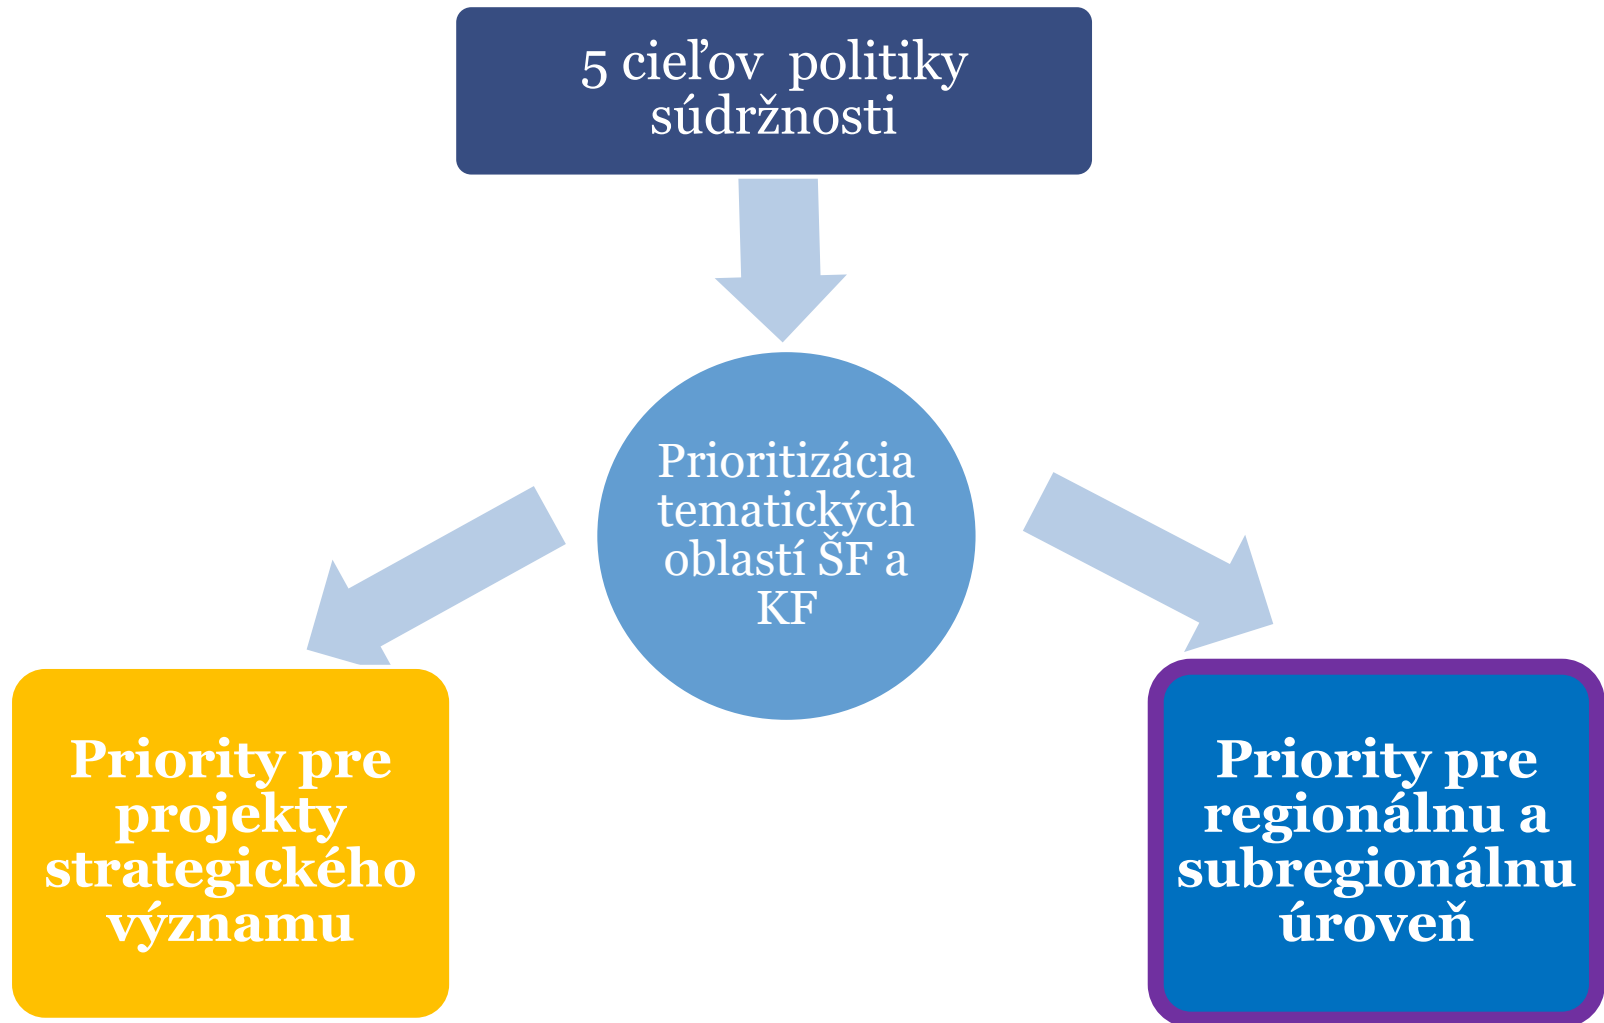 5 cieľov  politiky
súdržnosti
Prioritizácia
tematických
oblastí ŠF a
KF
Priority pre
projekty
strategického
významu
Priority pre
regionálnu a
subregionálnu
úroveň